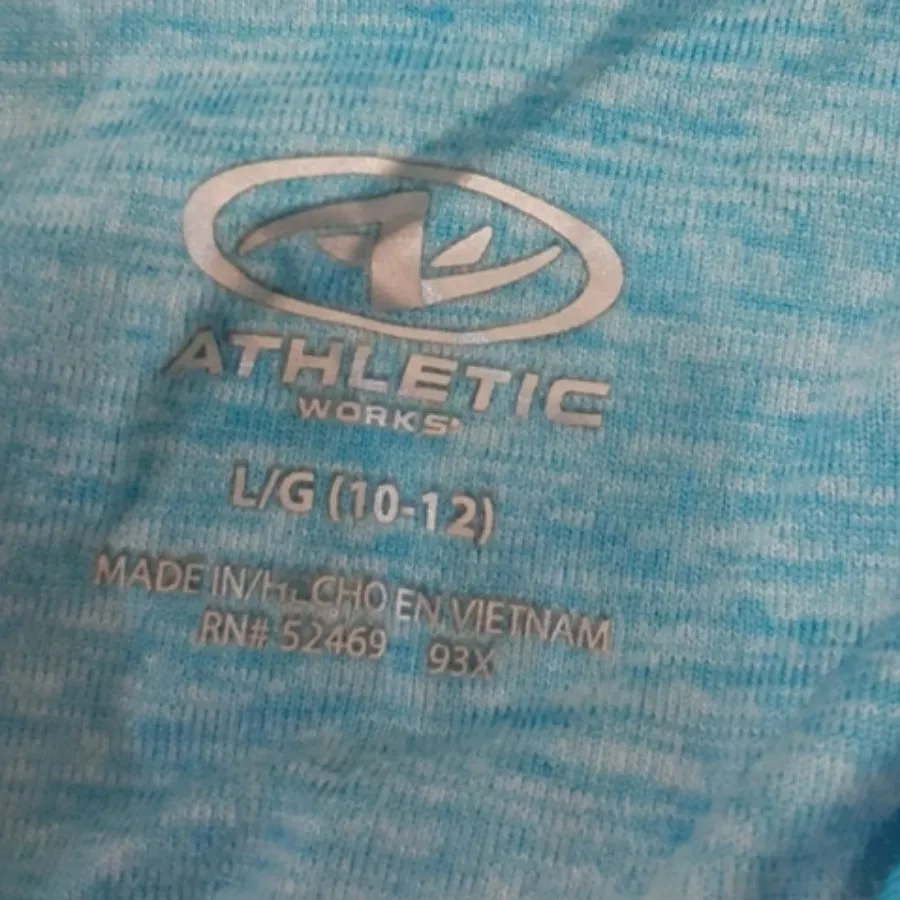 ATHLETIC
WORKS®
L/G (10-12)
MADE IN/HECHO EN VIETNAM
RN# 52469 93X